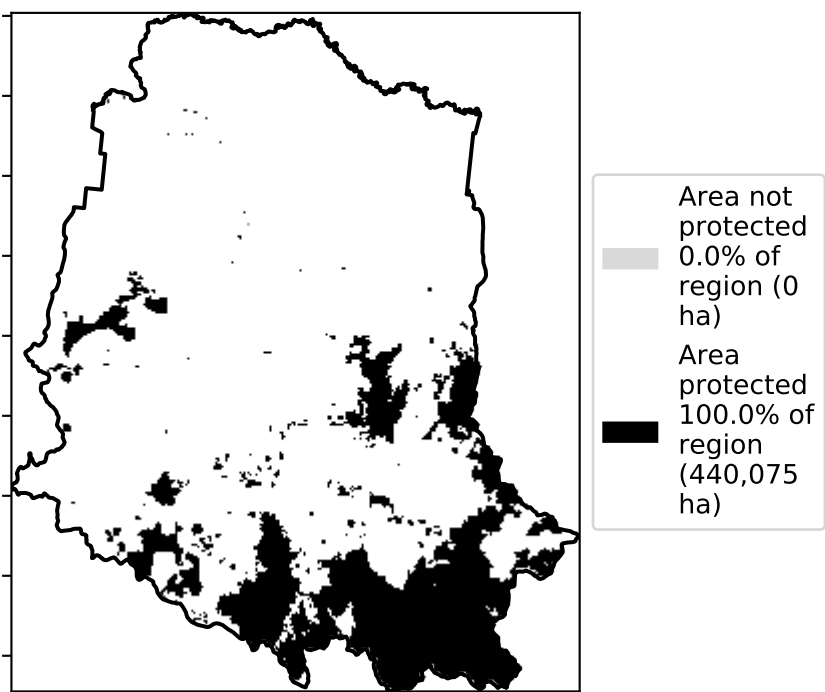 Area not
protected
0.0% of
region (0
ha)
Area
protected
100.0% of
region
(440,075
ha)